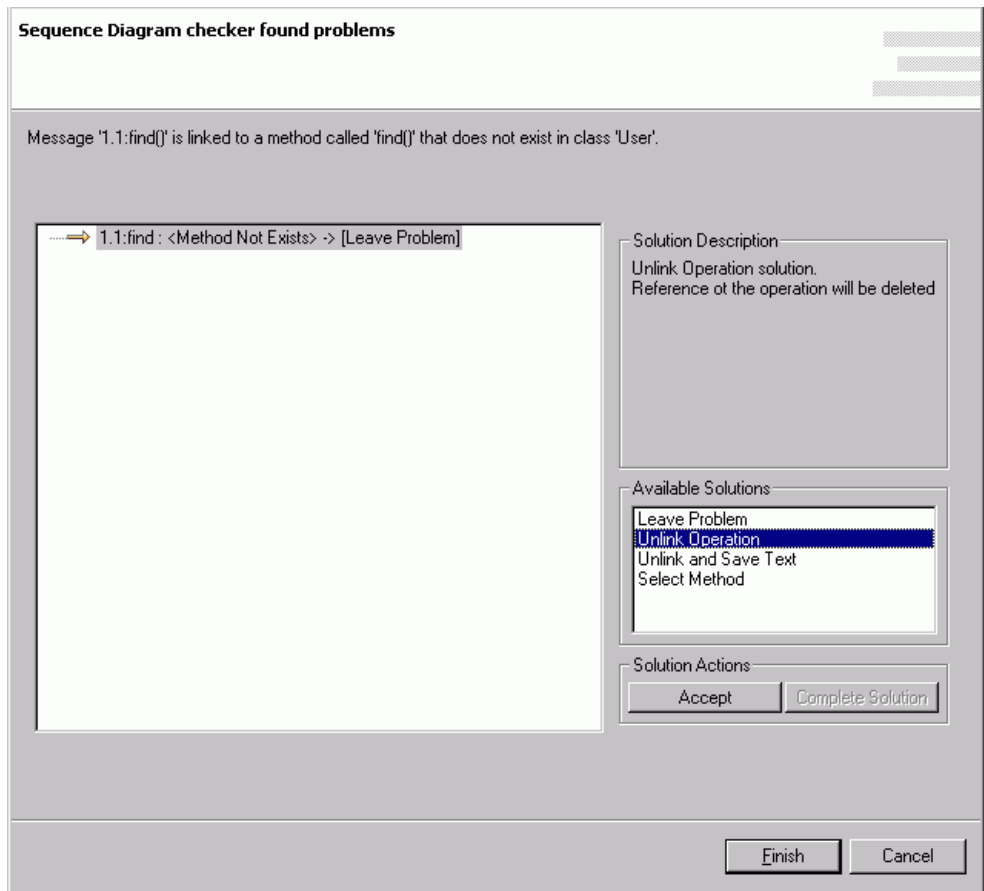 Sequence Diagram checker found problems
Message '1.1:find()' is linked to a method called 'find()' that does not exist in class 'User'.
1.1:find : <Method Not Exists> -> [Leave Problem]
Solution Description
Unlink Operation solution.
Reference ot the operation will be deleted
Available Solutions
Leave Problem
Unlink Operation
Unlink and Save Text
Select Method
Solution Actions
Accept
Complete Solution
Finish
Cancel